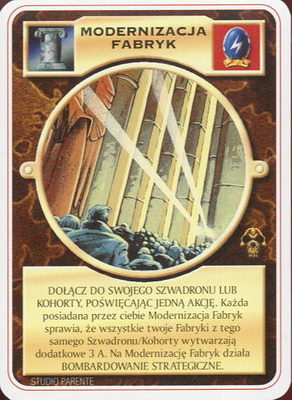 MODERNIZACJA
FABRYK
DOŁĄCZ DO SWOJEGO SZWADRONU LUB
KOHORTY, POŚWIĘCAJĄC JEDNĄ AKCJĘ. Każda
posiadana przez ciebie Modernizacja Fabryk
sprawia, że wszystkie twoje Fabryki z tego
samego Szwadronu/Kohorty wytwarzają
dodatkowe 3 A. Na Modernizację Fabryk działa
BOMBARDOWANIE STRATEGICZNE.
STUDIO PARENTE